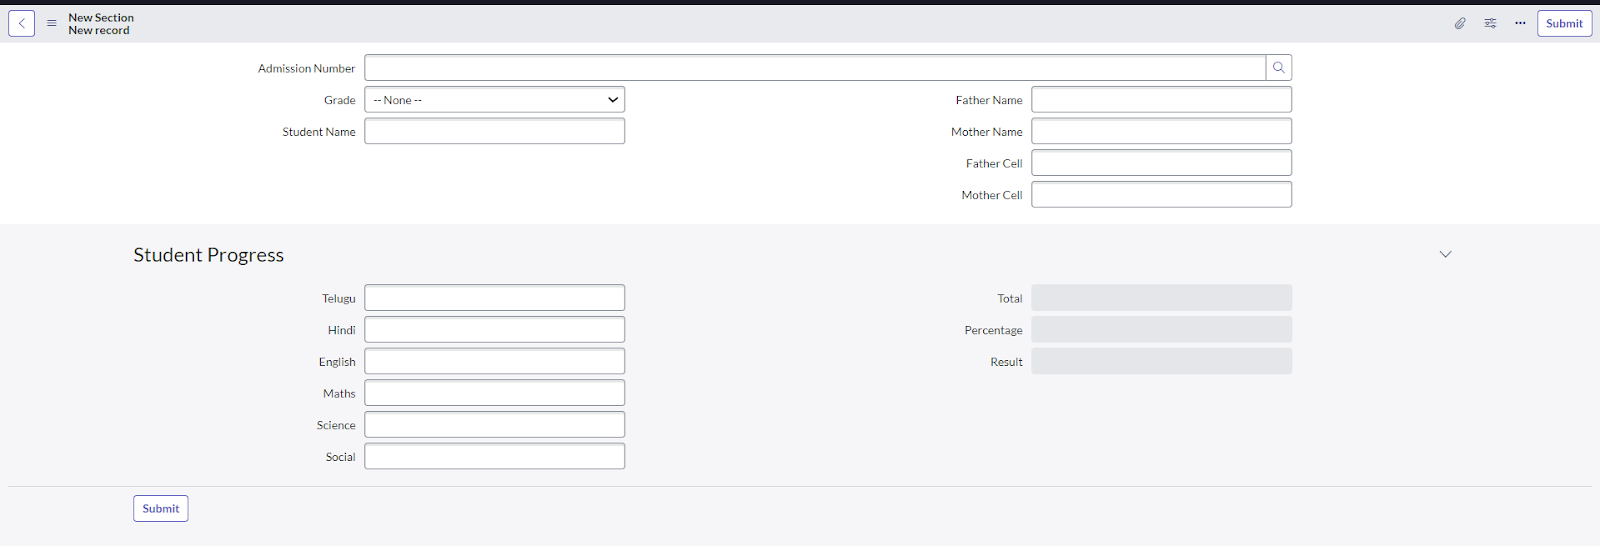 New Section
New record
Submit
Admission Number
Grade
-- None --
Student Name
Father Name
Mother Name
Father Cell
Mother Cell
Student Progress
Telugu
Hindi
English
Maths
Science
Social
Total
Percentage
Result
Submit